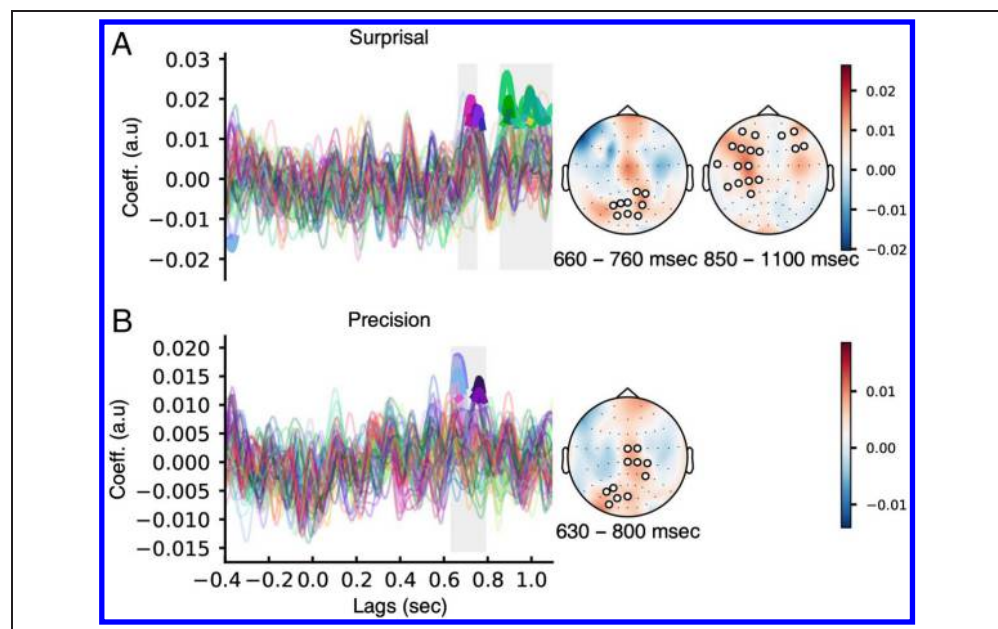 A
Surprisal
Coeff. (a.u)
0.03
0.02
0.01
0.00
−0.01
−0.02
660 – 760 msec
850 – 1100 msec
0.02
0.01
0.00
−0.01
−0.02
B
Precision
Coeff. (a.u)
0.020
0.015
0.010
0.005
0.000
−0.005
−0.010
−0.015
−0.4 −0.2 0.0 0.2 0.4 0.6 0.8 1.0
Lags (sec)
630 – 800 msec
0.01
0.00
−0.01